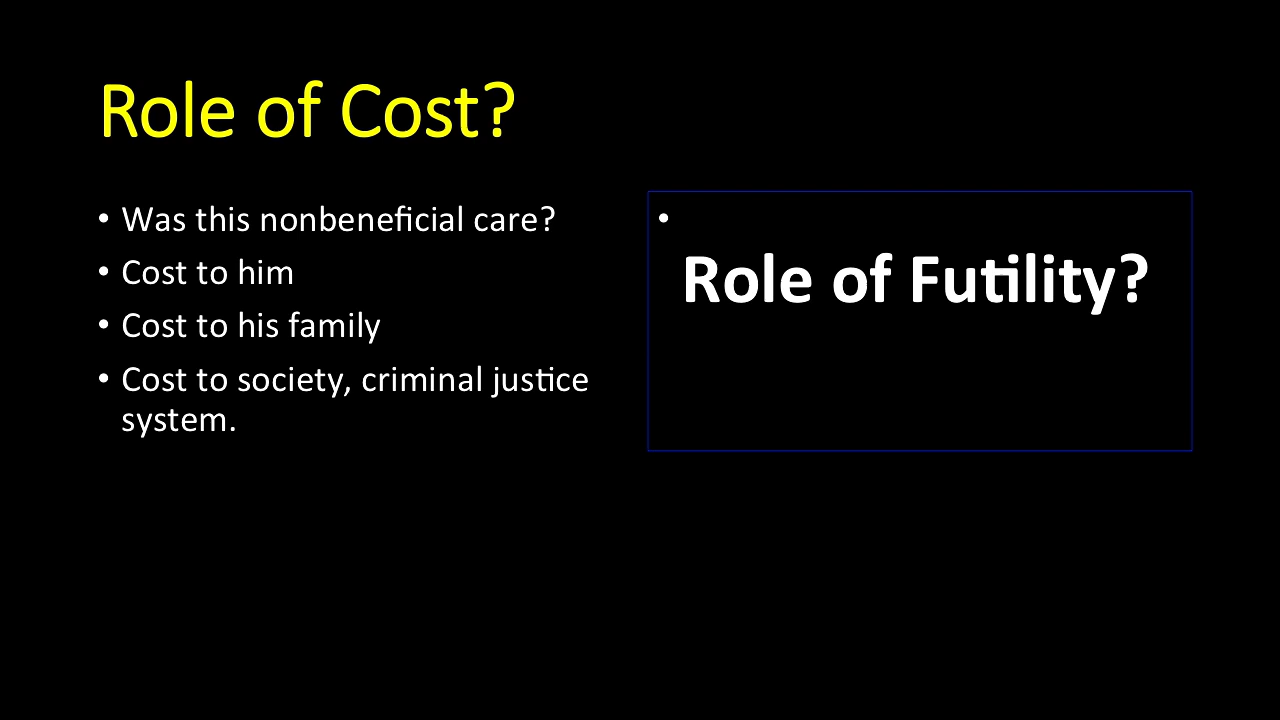 Role of Cost?
• Was this nonbeneficial care?
• Cost to him
• Cost to his family
• Cost to society, criminal justice
system.
•
Role of Futility?